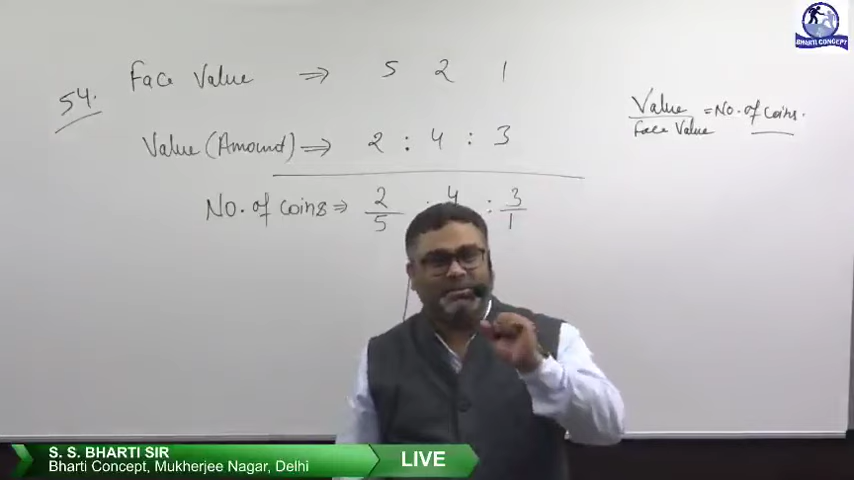 BHARTI CONCEPT
54. Face Value ⇒ 5 2 1
Value (Amount) ⇒ 2 : 4 : 3
Value / Face Value = No. of coins.
No. of coins ⇒ 2/5 : 4 : 3/1
S. S. BHARTI SIR
Bharti Concept, Mukherjee Nagar, Delhi
LIVE